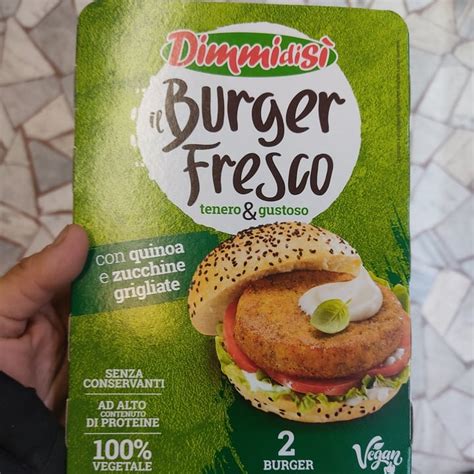 DimmidiSì
il Burger
Fresco
tenero & gustoso
con quinoa
e zucchine
grigliate
SENZA
CONSERVANTI
AD ALTO
CONTENUTO
DI PROTEINE
100%
VEGETALE
2
BURGER
Vegan